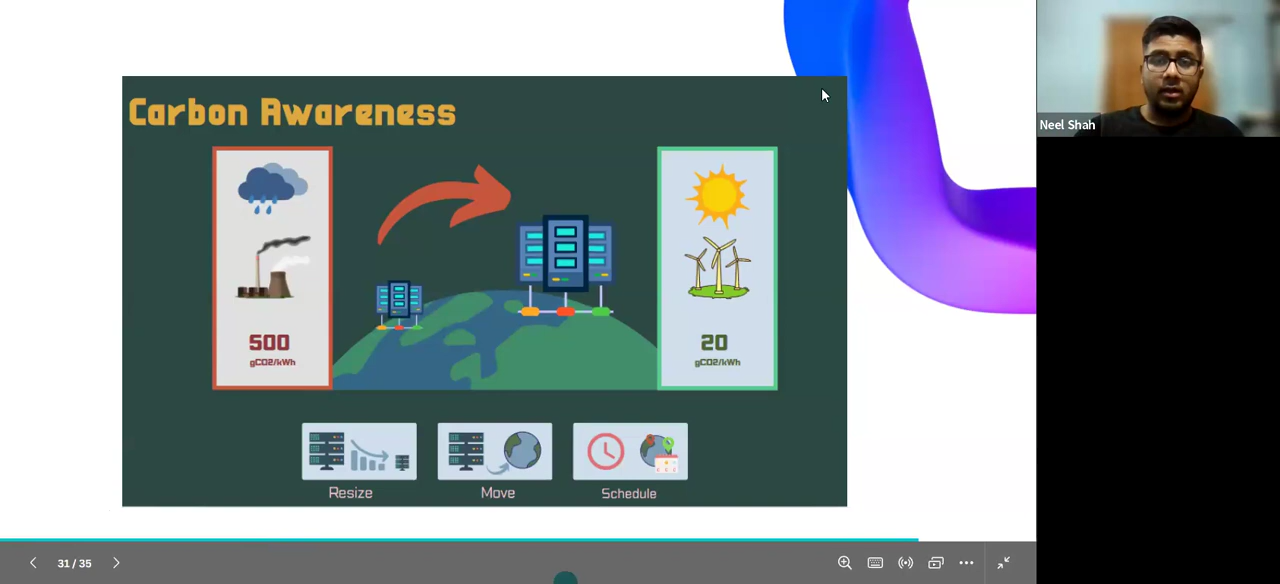 Carbon Awareness
500
gCO2/kWh
20
gCO2/kWh
Resize
Move
Schedule
Neel Shah
31 / 35